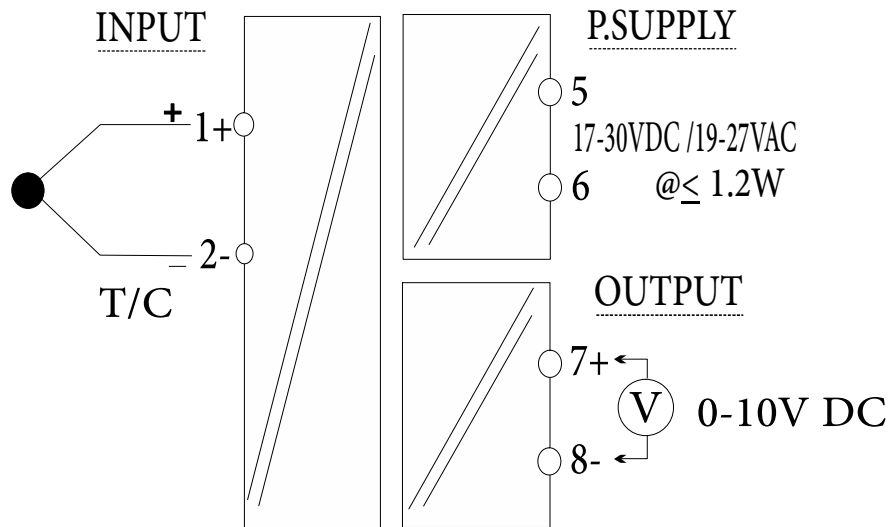 INPUT
+
1+
2-
–
T/C
P.SUPPLY
5
17-30VDC /19-27VAC
6 @≤ 1.2W
OUTPUT
7+
V 0-10V DC
8-